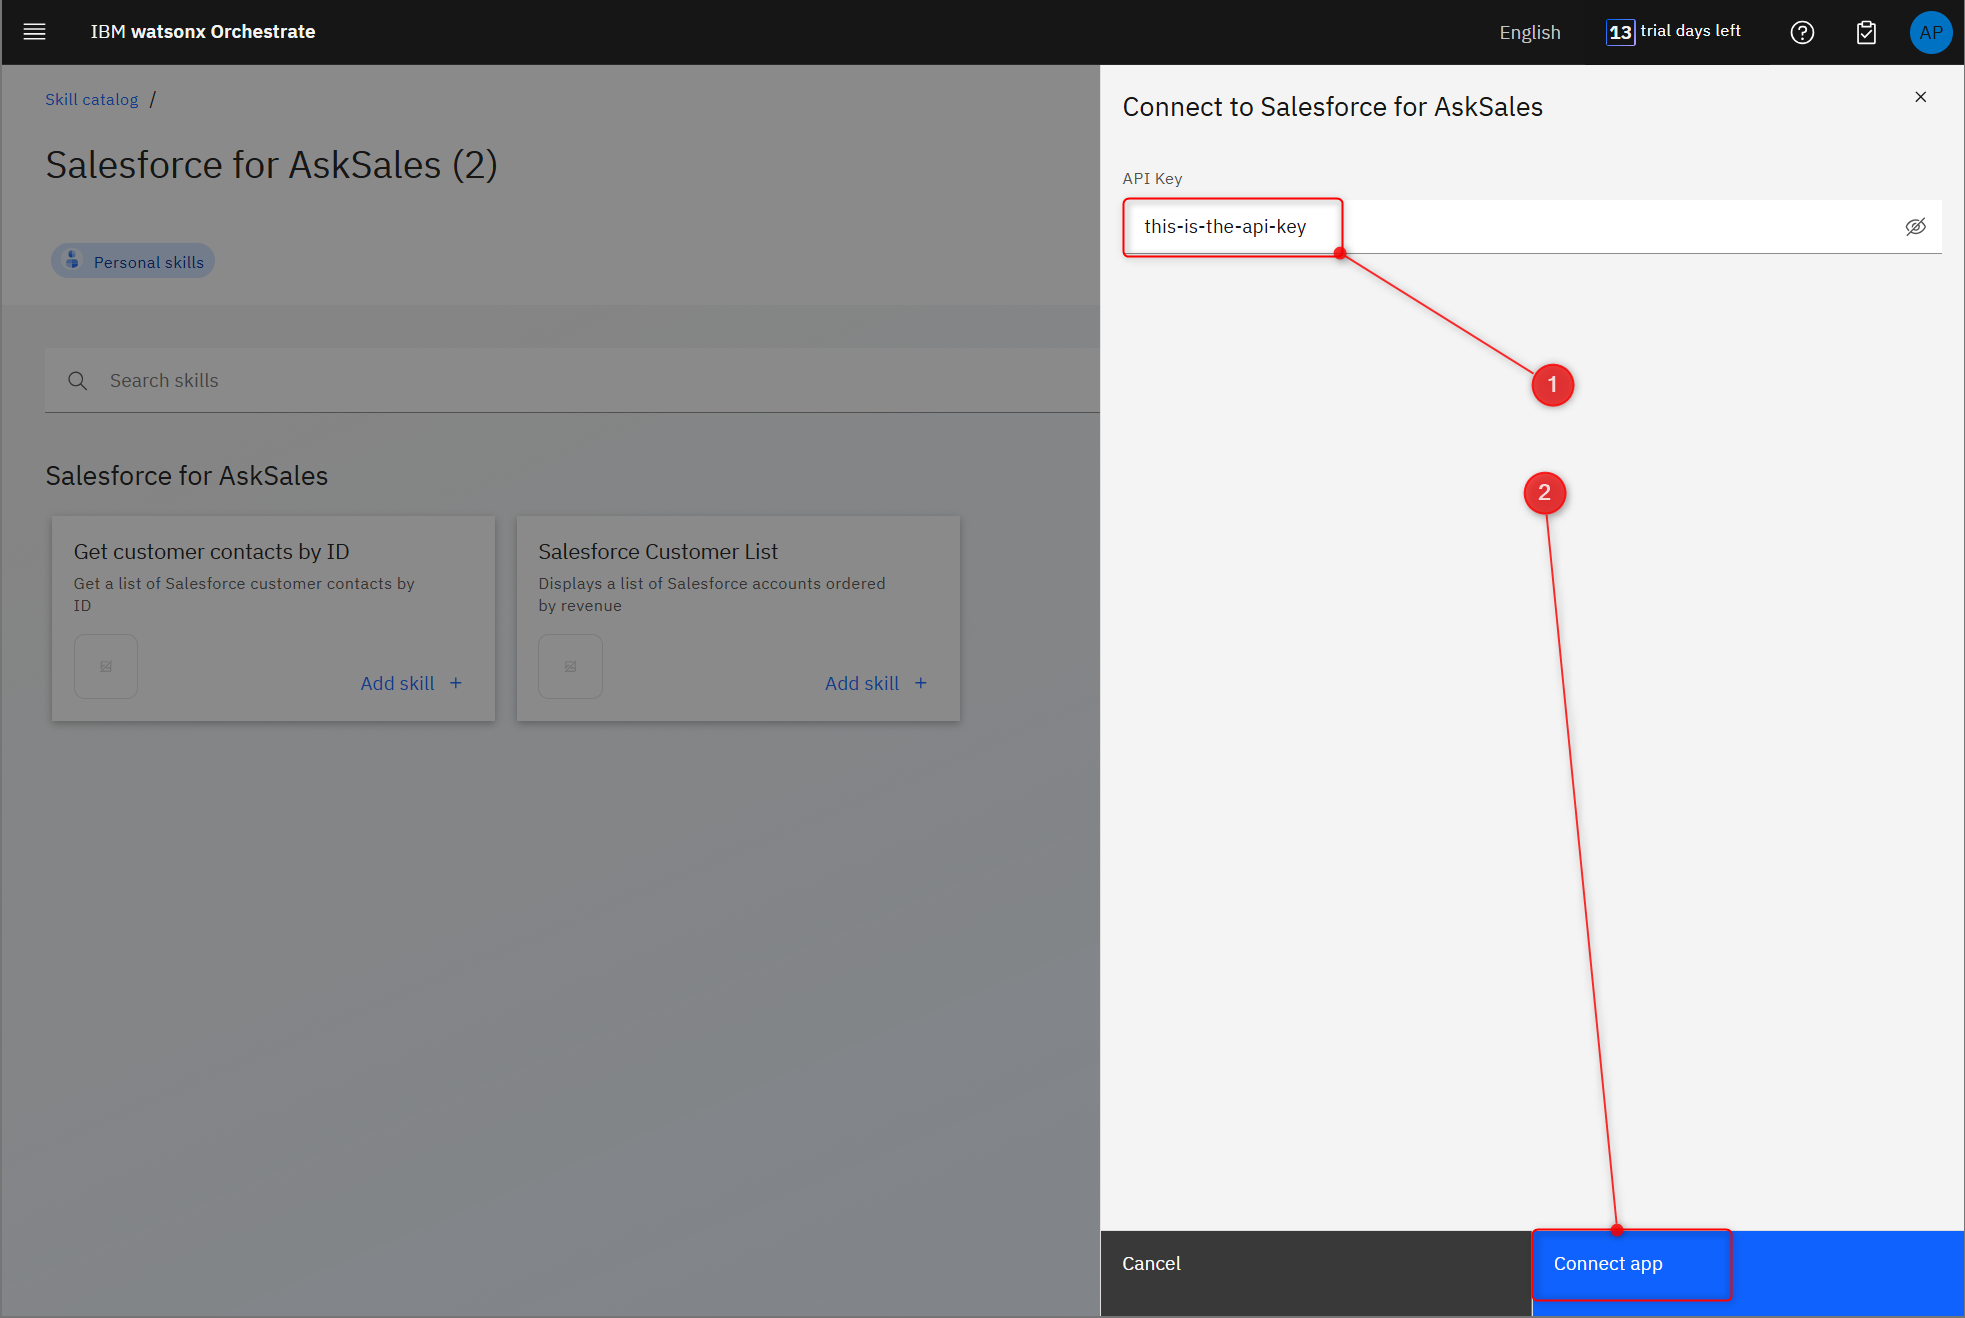 IBM watsonx Orchestrate
English
13 trial days left
AP
Skill catalog /
Salesforce for AskSales (2)
Personal skills
Search skills
Salesforce for AskSales
Get customer contacts by ID
Get a list of Salesforce customer contacts by
ID
Add skill +
Salesforce Customer List
Displays a list of Salesforce accounts ordered
by revenue
Add skill +
Connect to Salesforce for AskSales
API Key
this-is-the-api-key
1
2
Cancel
Connect app